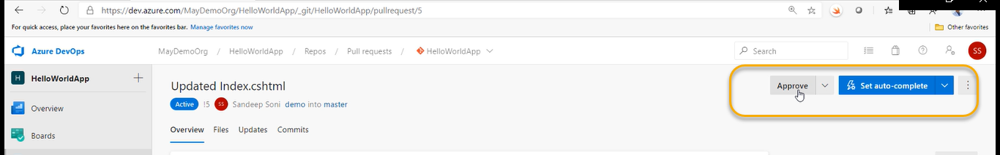 https://dev.azure.com/MayDemoOrg/HelloWorldApp/_git/HelloWorldApp/pullrequest/5
For quick access, place your favorites here on the favorites bar. Manage favorites now
Other favorites
Azure DevOps
MayDemoOrg / HelloWorldApp / Repos / Pull requests / HelloWorldApp
Search
SS
H HelloWorldApp
Updated Index.cshtml
Approve
Set auto-complete
Active !5 SS Sandeep Soni demo into master
Overview
Boards
Overview Files Updates Commits